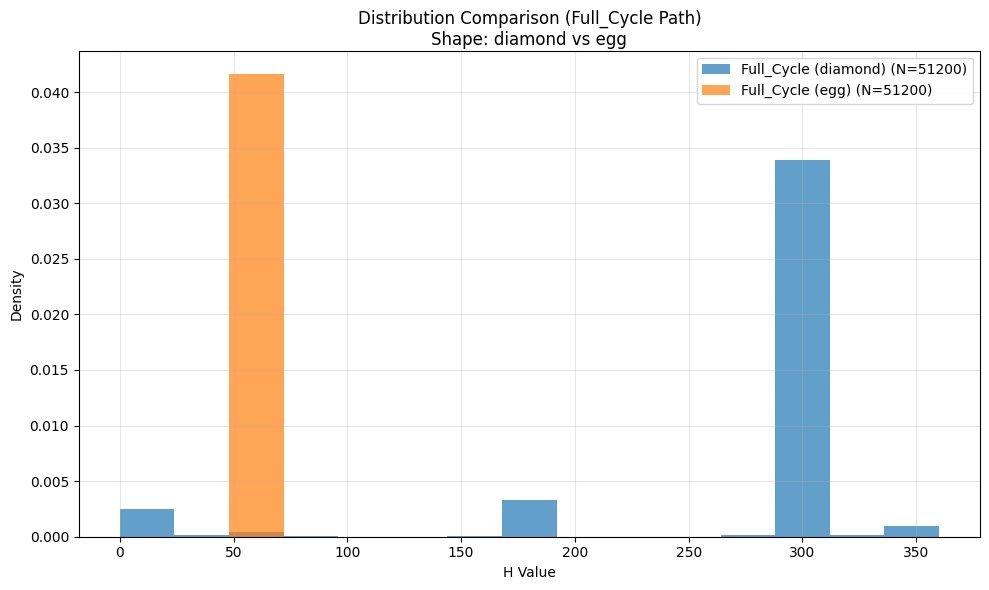 Distribution Comparison (Full_Cycle Path)
Shape: diamond vs egg
Full_Cycle (diamond) (N=51200)
Full_Cycle (egg) (N=51200)
0.040
0.035
0.030
0.025
0.020
0.015
0.010
0.005
0.000
Density
0 50 100 150 200 250 300 350
H Value